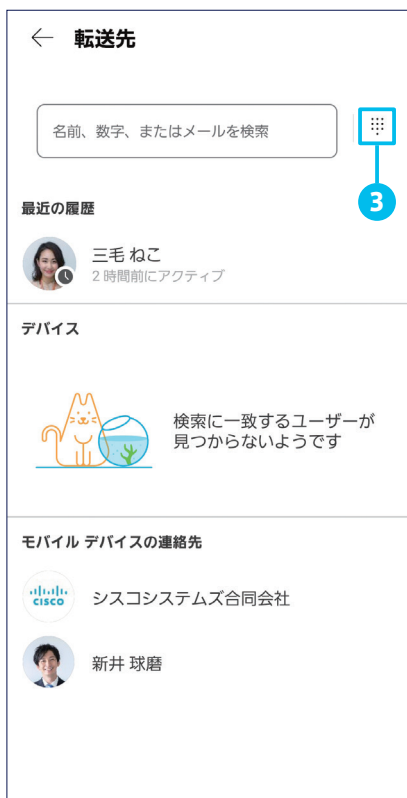 転送先
名前、数字、またはメールを検索
3
最近の履歴
三毛 ねこ
2 時間前にアクティブ
デバイス
検索に一致するユーザーが
見つからないようです
モバイル デバイスの連絡先
CISCO
シスコシステムズ合同会社
新井 球磨